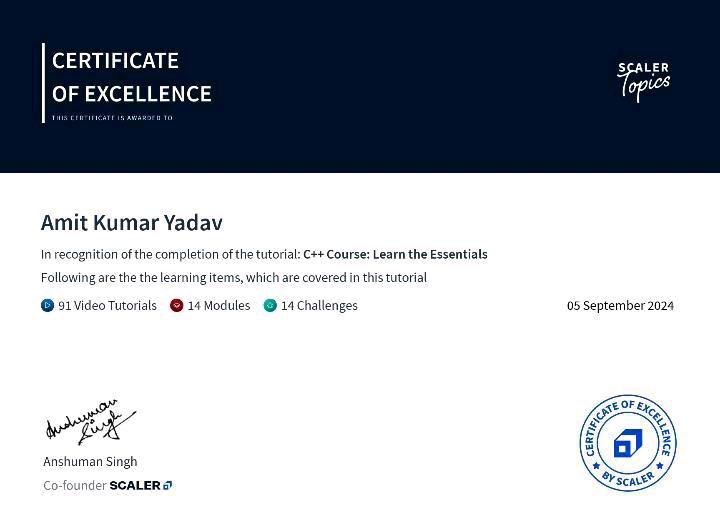 CERTIFICATE
OF EXCELLENCE
THIS CERTIFICATE IS AWARDED TO
SCALER
Topics
Amit Kumar Yadav
In recognition of the completion of the tutorial: C++ Course: Learn the Essentials
Following are the the learning items, which are covered in this tutorial
91 Video Tutorials 14 Modules 14 Challenges
05 September 2024
Anshuman
Singh
Anshuman Singh
Co-founder SCALER
CERTIFICATE OF EXCELLENCE
BY SCALER